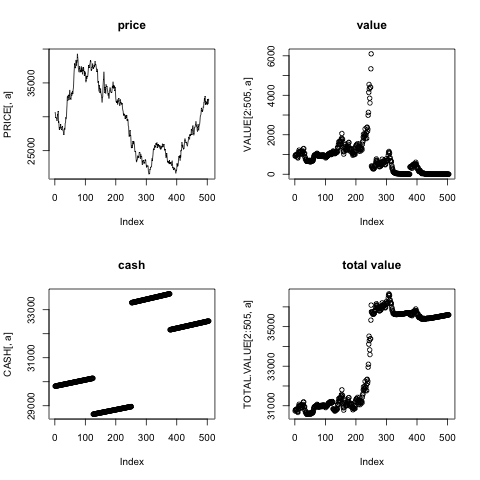 price
PRICE[, a]
25000
35000
0 100 200 300 400 500
Index
value
VALUE[2:505, a]
0 2000 4000 6000
0 100 200 300 400 500
Index
cash
CASH[, a]
29000 31000 33000
0 100 200 300 400 500
Index
total value
TOTAL.VALUE[2:505, a]
31000 33000 35000
0 100 200 300 400 500
Index